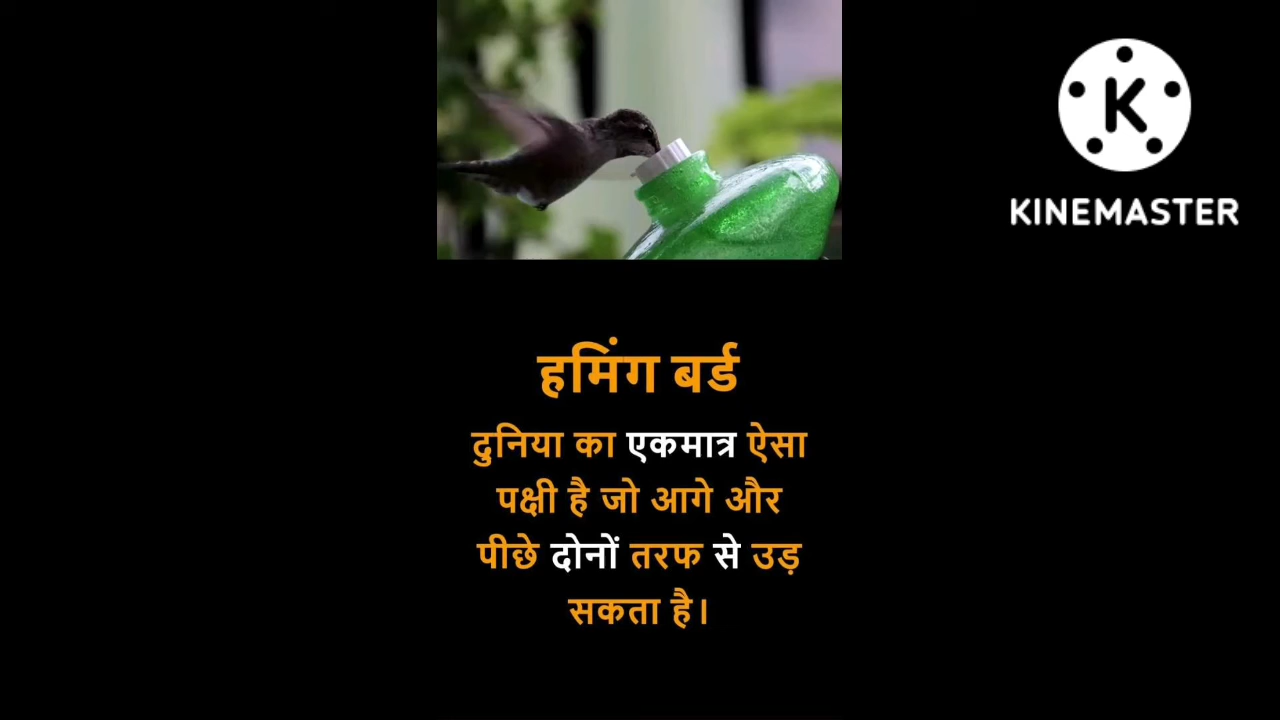 K
KINEMASTER
हमिंग बर्ड
दुनिया का एकमात्र ऐसा
पक्षी है जो आगे और
पीछे दोनों तरफ से उड़
सकता है।